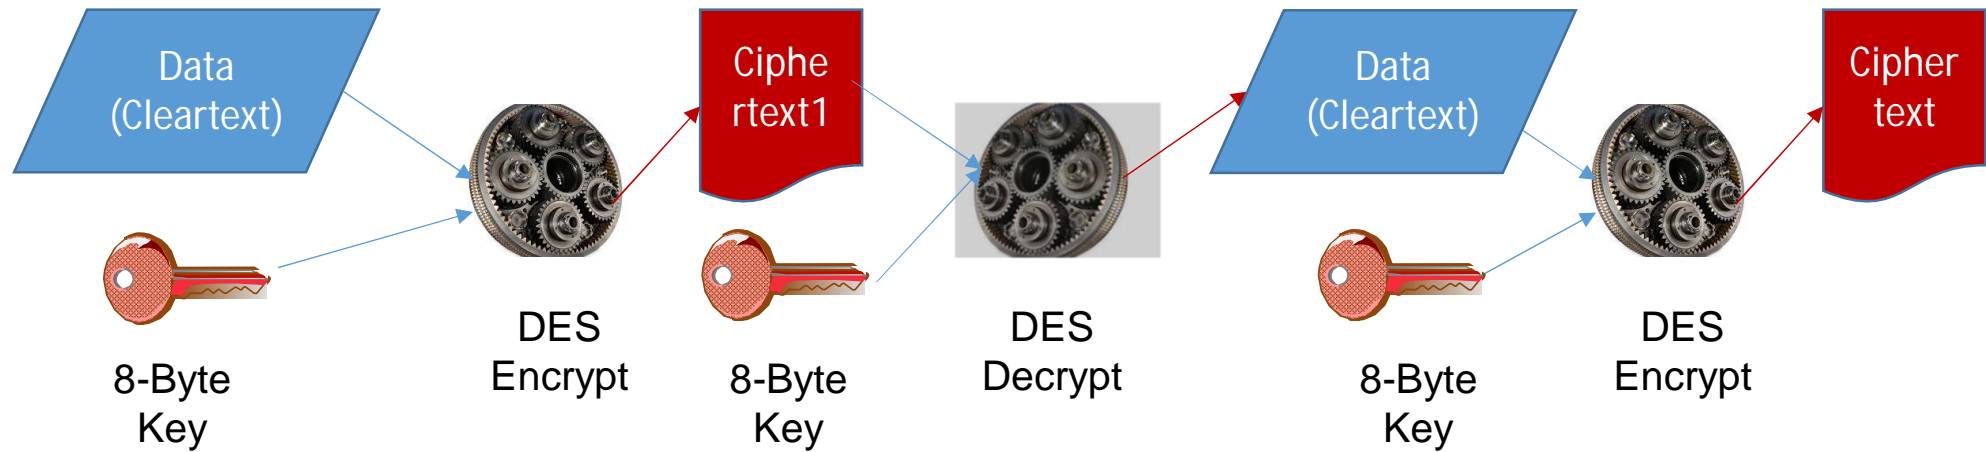 Data
(Cleartext)
Ciphe
rtext1
Data
(Cleartext)
Cipher
text
DES
Encrypt
DES
Decrypt
DES
Encrypt
8-Byte
Key
8-Byte
Key
8-Byte
Key